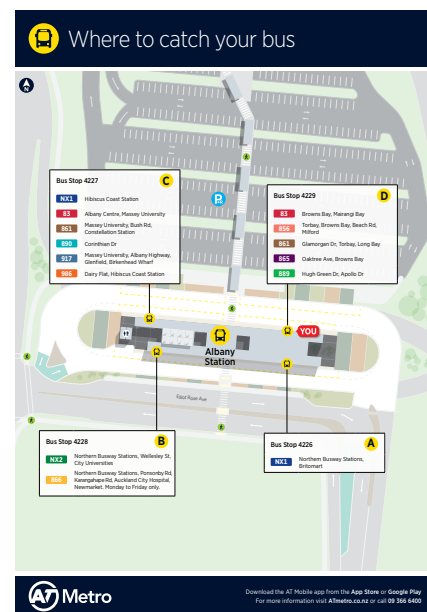 Where to catch your bus
N
Bus Stop 4227
C
NX1 Hibiscus Coast Station
83 Albany Centre, Massey University
861 Massey University, Bush Rd,
Constellation Station
890 Corinthian Dr
917 Massey University, Albany Highway,
Glenfield, Birkenhead Wharf
986 Dairy Flat, Hibiscus Coast Station
Bus Stop 4229
D
83 Browns Bay, Mairangi Bay
856 Torbay, Browns Bay, Beach Rd,
Milford
861 Glamorgan Dr, Torbay, Long Bay
865 Oaktree Ave, Browns Bay
889 Hugh Green Dr, Apollo Dr
YOU
Albany
Station
Elliot Rose Ave
Bus Stop 4228
B
NX2 Northern Busway Stations, Wellesley St,
City Universities
866 Northern Busway Stations, Ponsonby Rd,
Karangahape Rd, Auckland City Hospital,
Newmarket. Monday to Friday only.
Bus Stop 4226
A
NX1 Northern Busway Stations,
Britomart
AT Metro
Download the AT Mobile app from the App Store or Google Play
For more information visit ATmetro.co.nz or call 09 366 6400